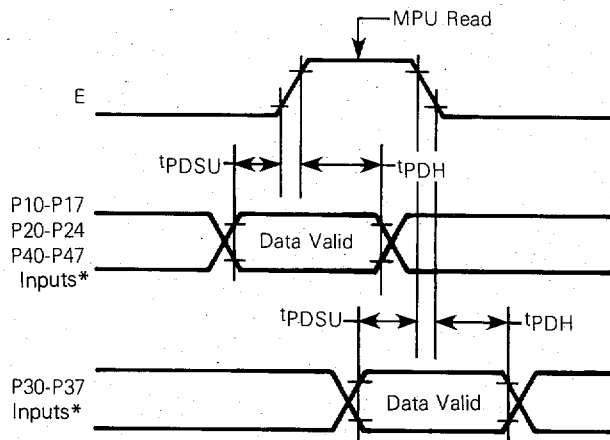 MPU Read
E
tPDSU
tPDH
P10-P17
P20-P24
P40-P47
Inputs*
Data Valid
tPDSU
tPDH
P30-P37
Inputs*
Data Valid